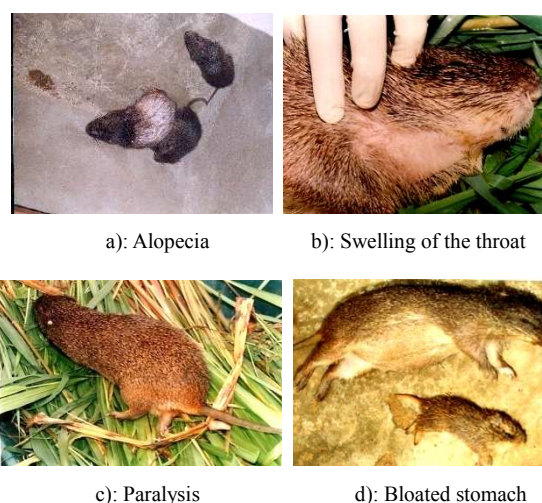 a): Alopecia
b): Swelling of the throat
c): Paralysis
d): Bloated stomach